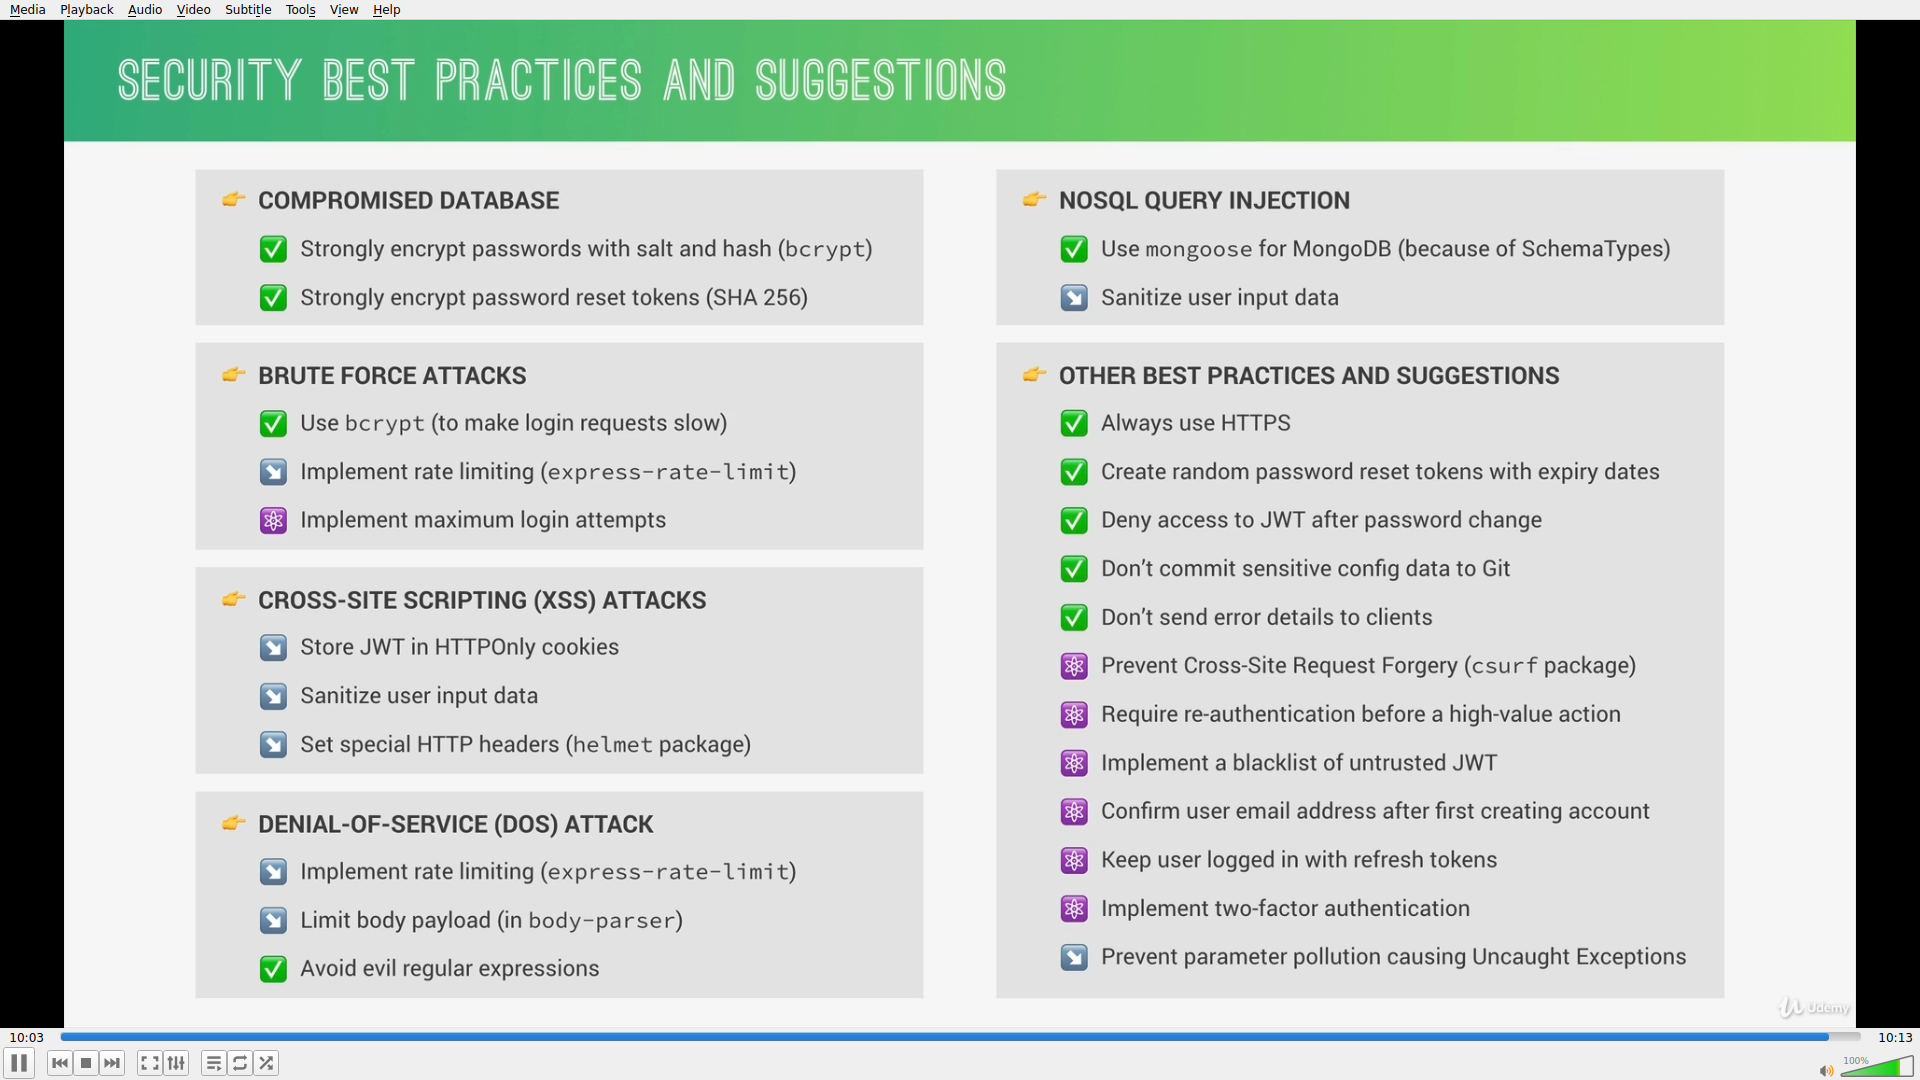 Media Playback Audio Video Subtitle Tools View Help
SECURITY BEST PRACTICES AND SUGGESTIONS
COMPROMISED DATABASE
Strongly encrypt passwords with salt and hash (bcrypt)
Strongly encrypt password reset tokens (SHA 256)
BRUTE FORCE ATTACKS
Use bcrypt (to make login requests slow)
Implement rate limiting (express-rate-limit)
Implement maximum login attempts
CROSS-SITE SCRIPTING (XSS) ATTACKS
Store JWT in HTTPOnly cookies
Sanitize user input data
Set special HTTP headers (helmet package)
DENIAL-OF-SERVICE (DOS) ATTACK
Implement rate limiting (express-rate-limit)
Limit body payload (in body-parser)
Avoid evil regular expressions
NOSQL QUERY INJECTION
Use mongoose for MongoDB (because of SchemaTypes)
Sanitize user input data
OTHER BEST PRACTICES AND SUGGESTIONS
Always use HTTPS
Create random password reset tokens with expiry dates
Deny access to JWT after password change
Don’t commit sensitive config data to Git
Don’t send error details to clients
Prevent Cross-Site Request Forgery (csurf package)
Require re-authentication before a high-value action
Implement a blacklist of untrusted JWT
Confirm user email address after first creating account
Keep user logged in with refresh tokens
Implement two-factor authentication
Prevent parameter pollution causing Uncaught Exceptions
Udemy
10:03 10:13
100%